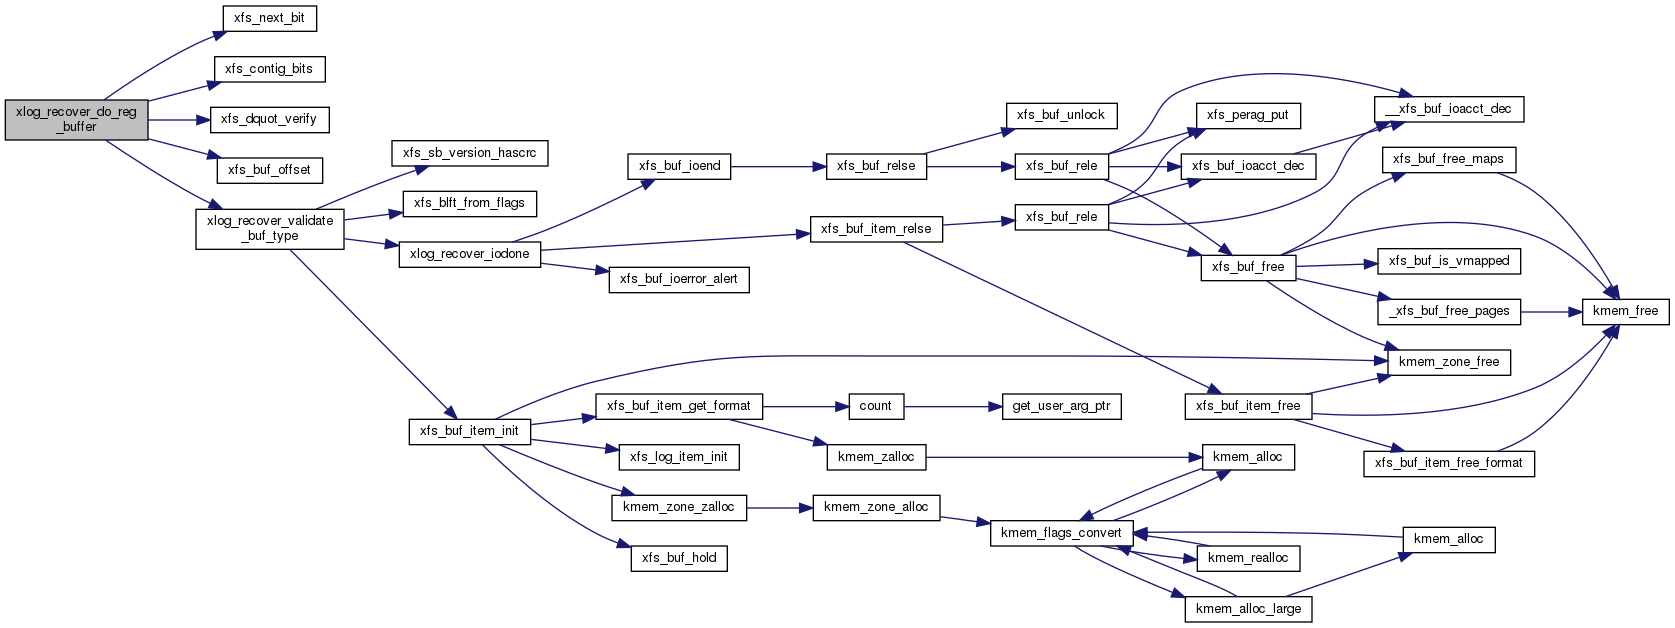 xlog_recover_do_reg
_buffer
xfs_next_bit
xfs_contig_bits
xfs_dquot_verify
xfs_buf_offset
xlog_recover_validate
_buf_type
xfs_sb_version_hascrc
xfs_blft_from_flags
xlog_recover_iodone
xfs_buf_item_init
xfs_buf_ioend
xfs_buf_item_relse
xfs_buf_ioerror_alert
xfs_buf_item_get_format
xfs_log_item_init
kmem_zone_zalloc
xfs_buf_hold
xfs_buf_relse
count
kmem_zalloc
kmem_zone_alloc
xfs_buf_unlock
xfs_buf_rele
xfs_buf_rele
get_user_arg_ptr
kmem_flags_convert
xfs_perag_put
xfs_buf_ioacct_dec
xfs_buf_free
xfs_buf_item_free
kmem_alloc
kmem_realloc
kmem_alloc_large
__xfs_buf_ioacct_dec
xfs_buf_free_maps
xfs_buf_is_vmapped
_xfs_buf_free_pages
kmem_zone_free
xfs_buf_item_free_format
kmem_alloc
kmem_free